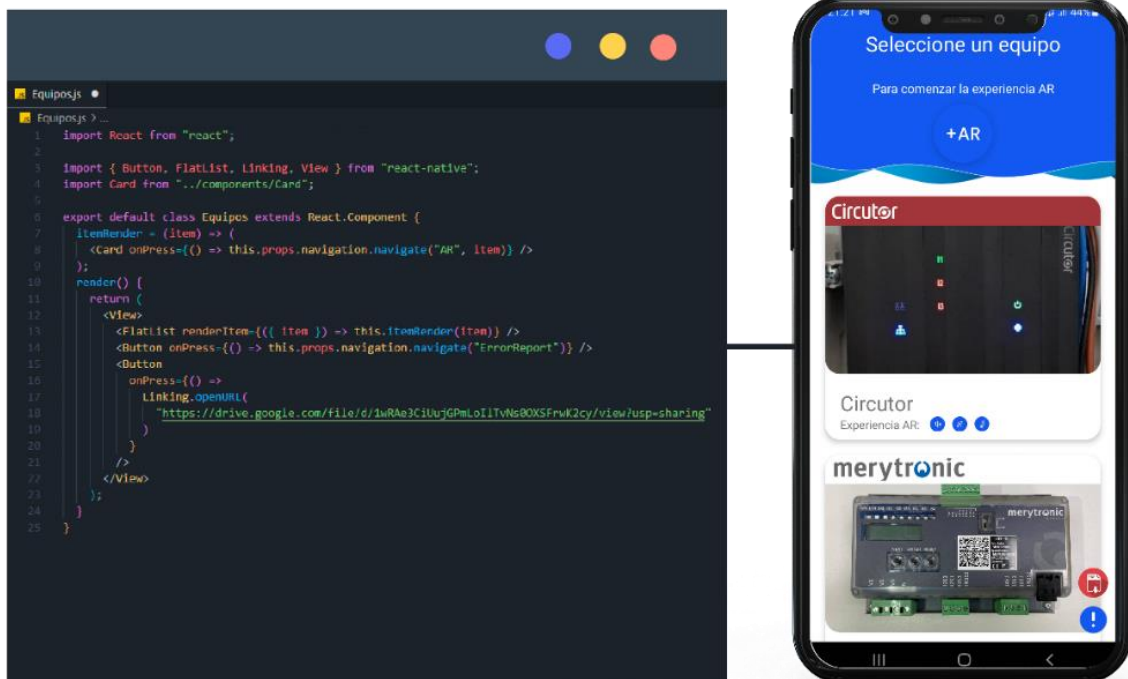 Equipos.js
Equipos.js > ...
1 import React from "react";
2
3 import { Button, FlatList, Linking, View } from "react-native";
4 import Card from "../components/Card";
5
6 export default class Equipos extends React.Component {
7 itemRender = (item) => (
8 <Card onPress={() => this.props.navigation.navigate("AR", item)} />
9 );
10 render() {
11 return (
12 <View>
13 <FlatList renderItem={({ item }) => this.itemRender(item)} />
14 <Button onPress={() => this.props.navigation.navigate("ErrorReport")} />
15 <Button
16 onPress={() =>
17 Linking.openURL(
18 "https://drive.google.com/file/d/1wRAe3CiUujGPmLoIlTvNs0OXSFrwK2cy/view?usp=sharing"
19 )
20 }
21 />
22 </View>
23 );
24 }
25 }
21:21
44%
Seleccione un equipo
Para comenzar la experiencia AR
+AR
Circutor
Circutor
Circutor
Experiencia AR:
merytronic
merytronic